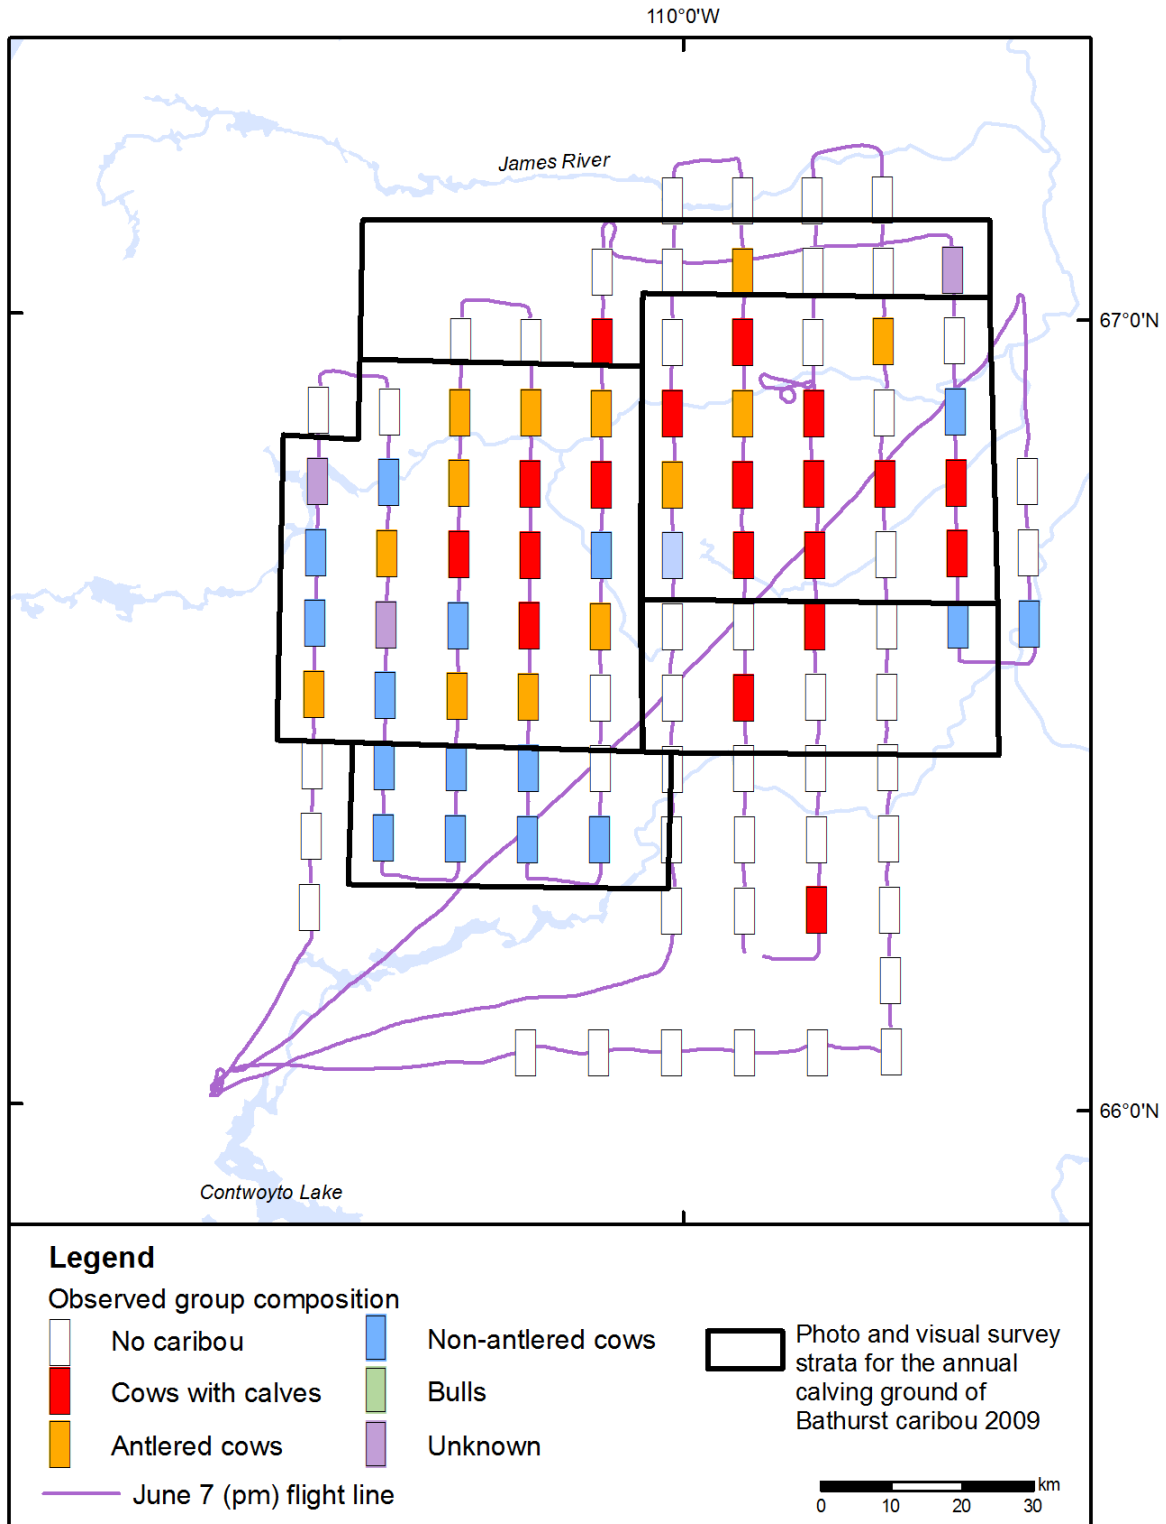 110°0'W
James River
67°0'N
66°0'N
Contwoyto Lake
Legend
Observed group composition
No caribou
Cows with calves
Antlered cows
June 7 (pm) flight line
Non-antlered cows
Bulls
Unknown
Photo and visual survey
strata for the annual
calving ground of
Bathurst caribou 2009
km
0 10 20 30